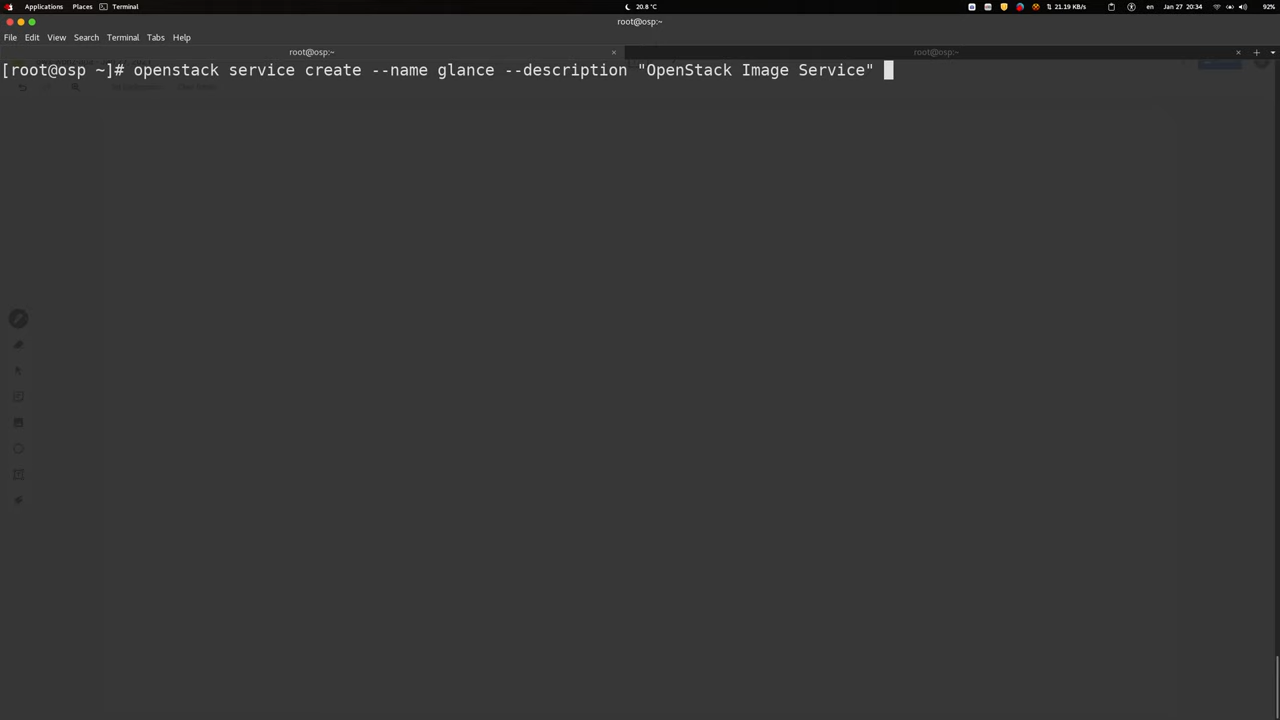 Applications Places Terminal 20.8 °C 21.19 KB/s en Jan 27 20:34 92%
root@osp:~
File Edit View Search Terminal Tabs Help
root@osp:~ × root@osp:~ ×
[root@osp ~]# openstack service create --name glance --description "OpenStack Image Service"